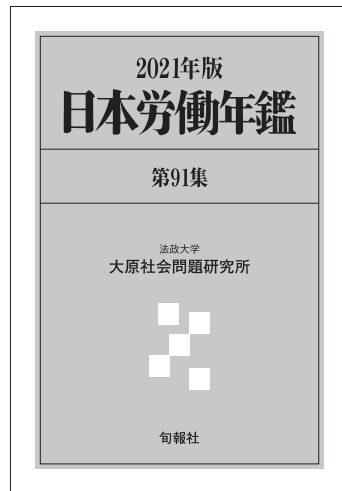 2021年版
日本労働年鑑
第91集
法政大学
大原社会問題研究所
旬報社